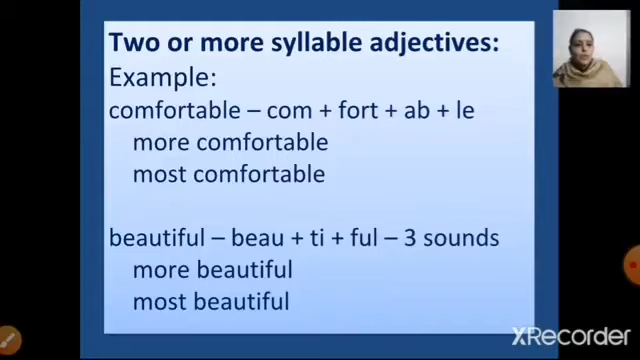 Two or more syllable adjectives:
Example:
comfortable – com + fort + ab + le
more comfortable
most comfortable
beautiful – beau + ti + ful – 3 sounds
more beautiful
most beautiful
XRecorder